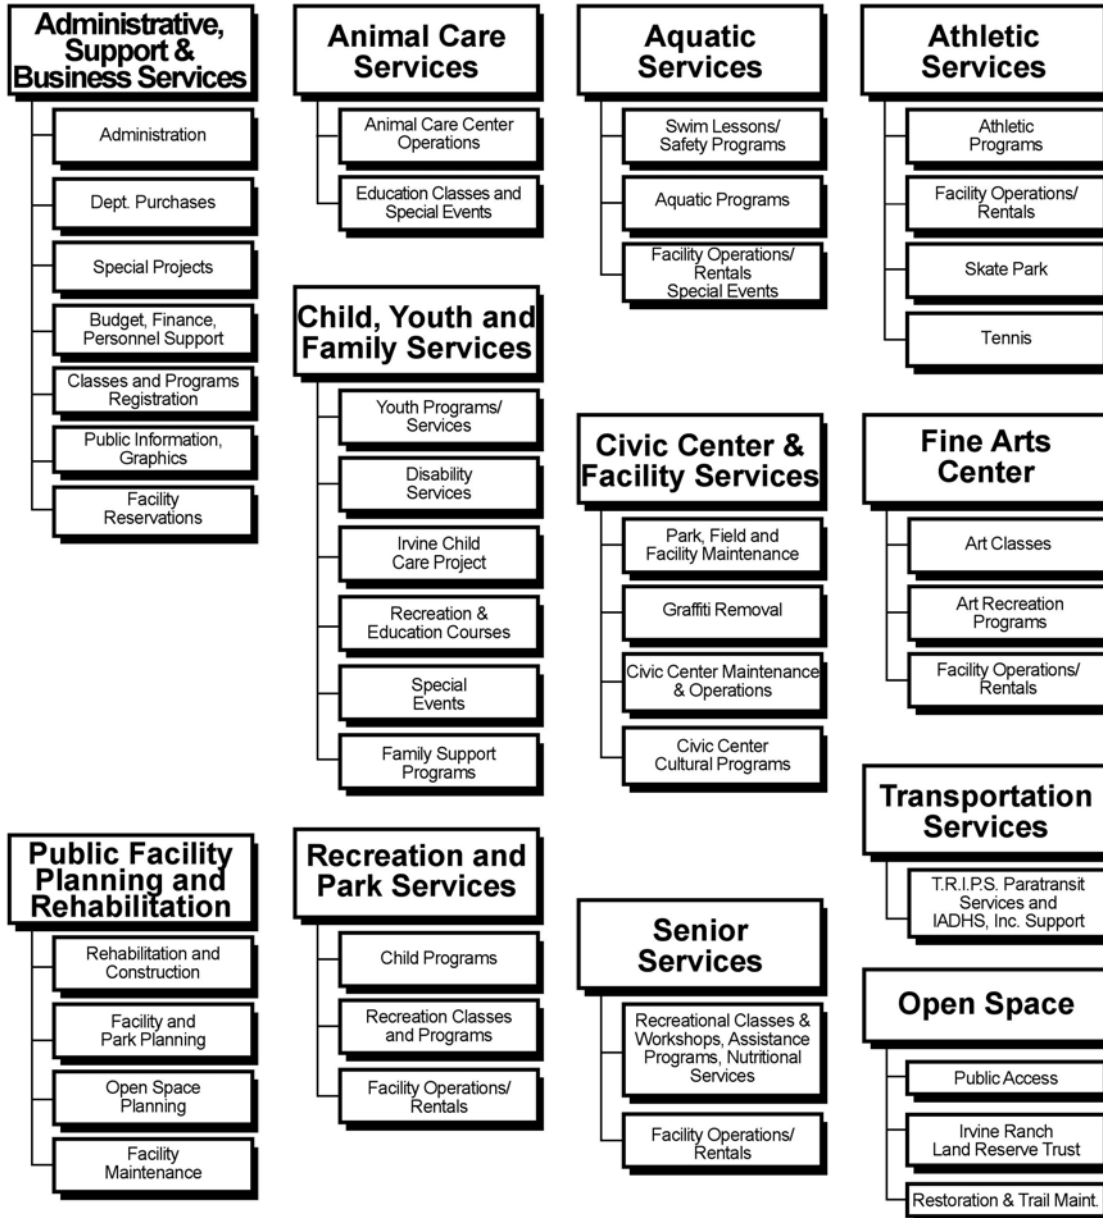 Administrative,
Support &
Business Services
Administration
Dept. Purchases
Special Projects
Budget, Finance,
Personnel Support
Classes and Programs
Registration
Public Information,
Graphics
Facility
Reservations
Animal Care
Services
Animal Care Center
Operations
Education Classes and
Special Events
Child, Youth and
Family Services
Youth Programs/
Services
Disability
Services
Irvine Child
Care Project
Recreation &
Education Courses
Special
Events
Family Support
Programs
Aquatic
Services
Swim Lessons/
Safety Programs
Aquatic Programs
Facility Operations/
Rentals
Special Events
Civic Center &
Facility Services
Park, Field and
Facility Maintenance
Graffiti Removal
Civic Center Maintenance
& Operations
Civic Center
Cultural Programs
Athletic
Services
Athletic
Programs
Facility Operations/
Rentals
Skate Park
Tennis
Fine Arts
Center
Art Classes
Art Recreation
Programs
Facility Operations/
Rentals
Public Facility
Planning and
Rehabilitation
Rehabilitation and
Construction
Facility and
Park Planning
Open Space
Planning
Facility
Maintenance
Recreation and
Park Services
Child Programs
Recreation Classes
and Programs
Facility Operations/
Rentals
Senior
Services
Recreational Classes &
Workshops, Assistance
Programs, Nutritional
Services
Facility Operations/
Rentals
Transportation
Services
T.R.I.P.S. Paratransit
Services and
IADHS, Inc. Support
Open Space
Public Access
Irvine Ranch
Land Reserve Trust
Restoration & Trail Maint.